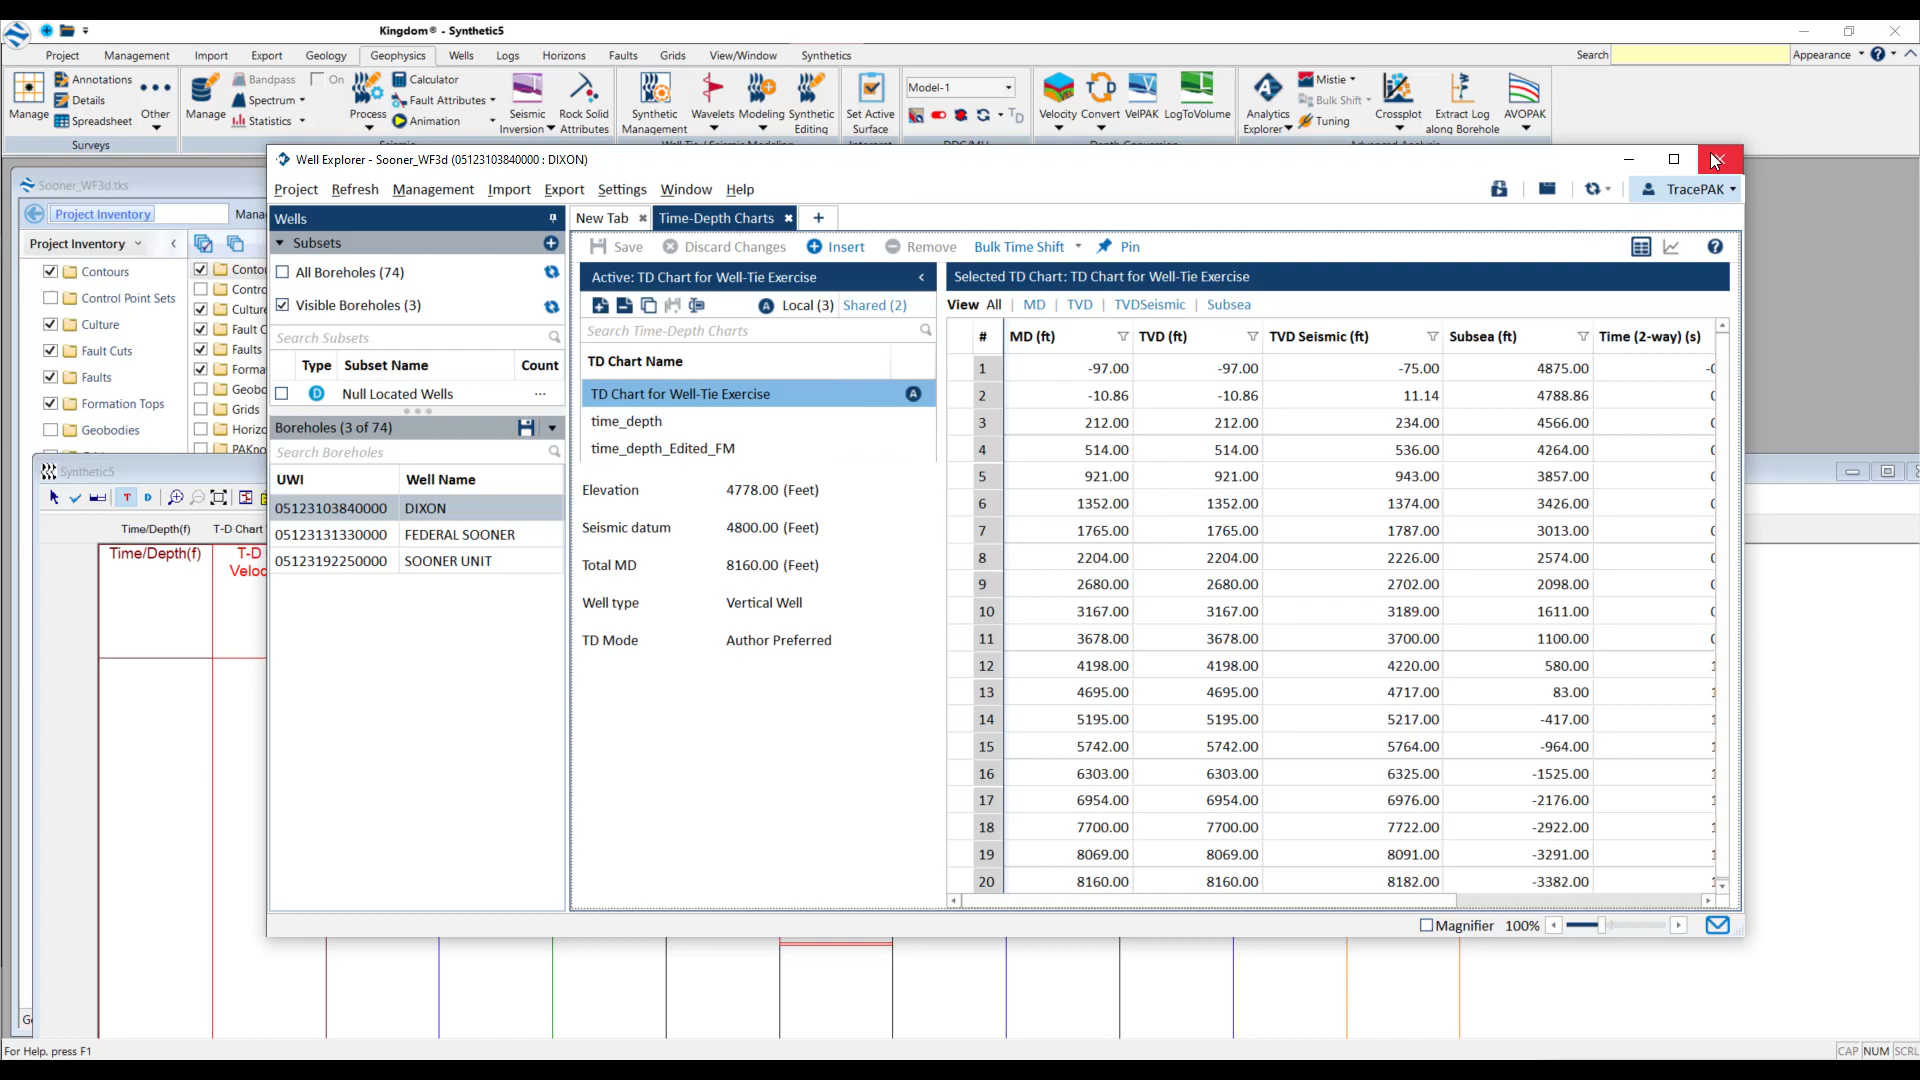 Kingdom® - Synthetic5
Project Management Import Export Geology Geophysics Wells Logs Horizons Faults Grids View/Window Synthetics Search Appearance
Annotations Bandpass On Calculator Model-1 Mistie
Details Spectrum Fault Attributes Bulk Shift
Spreadsheet Statistics Animation Tuning
Manage Other Manage Process Seismic Inversion Rock Solid Attributes Synthetic Management Wavelets Modeling Synthetic Editing Set Active Surface Velocity Convert VelPAK LogToVolume Analytics Explorer Crossplot Extract Log along Borehole AVOPAK
Surveys
Well Explorer - Sooner_WF3d (05123103840000 : DIXON)
Sooner_WF3d.tks
Project Refresh Management Import Export Settings Window Help TracePAK
Project Inventory
Wells New Tab Time-Depth Charts
Project Inventory
Subsets Save Discard Changes Insert Remove Bulk Time Shift Pin
Contours
Control Point Sets
Culture
Fault Cuts
Faults
Formation Tops
Geobodies
Culture
Fault C
Faults
Forma
Geobo
Grids
Horizo
PAKno
All Boreholes (74)
Visible Boreholes (3)
Search Subsets
Type Subset Name Count
Null Located Wells ...
Boreholes (3 of 74)
Search Boreholes
UWI Well Name
05123103840000 DIXON
05123131330000 FEDERAL SOONER
05123192250000 SOONER UNIT
Active: TD Chart for Well-Tie Exercise
Local (3) Shared (2)
Search Time-Depth Charts
TD Chart Name
TD Chart for Well-Tie Exercise A
time_depth
time_depth_Edited_FM
Elevation 4778.00 (Feet)
Seismic datum 4800.00 (Feet)
Total MD 8160.00 (Feet)
Well type Vertical Well
TD Mode Author Preferred
Selected TD Chart: TD Chart for Well-Tie Exercise
View All | MD | TVD | TVDSeismic | Subsea
# MD (ft) TVD (ft) TVD Seismic (ft) Subsea (ft) Time (2-way) (s)
1 -97.00 -97.00 -75.00 4875.00
2 -10.86 -10.86 11.14 4788.86
3 212.00 212.00 234.00 4566.00
4 514.00 514.00 536.00 4264.00
5 921.00 921.00 943.00 3857.00
6 1352.00 1352.00 1374.00 3426.00
7 1765.00 1765.00 1787.00 3013.00
8 2204.00 2204.00 2226.00 2574.00
9 2680.00 2680.00 2702.00 2098.00
10 3167.00 3167.00 3189.00 1611.00
11 3678.00 3678.00 3700.00 1100.00
12 4198.00 4198.00 4220.00 580.00
13 4695.00 4695.00 4717.00 83.00
14 5195.00 5195.00 5217.00 -417.00
15 5742.00 5742.00 5764.00 -964.00
16 6303.00 6303.00 6325.00 -1525.00
17 6954.00 6954.00 6976.00 -2176.00
18 7700.00 7700.00 7722.00 -2922.00
19 8069.00 8069.00 8091.00 -3291.00
20 8160.00 8160.00 8182.00 -3382.00
Magnifier 100%
Synthetic5
T D
Time/Depth(f) T-D Chart
Time/Depth(f) T-D
For Help, press F1 CAP NUM SCRL